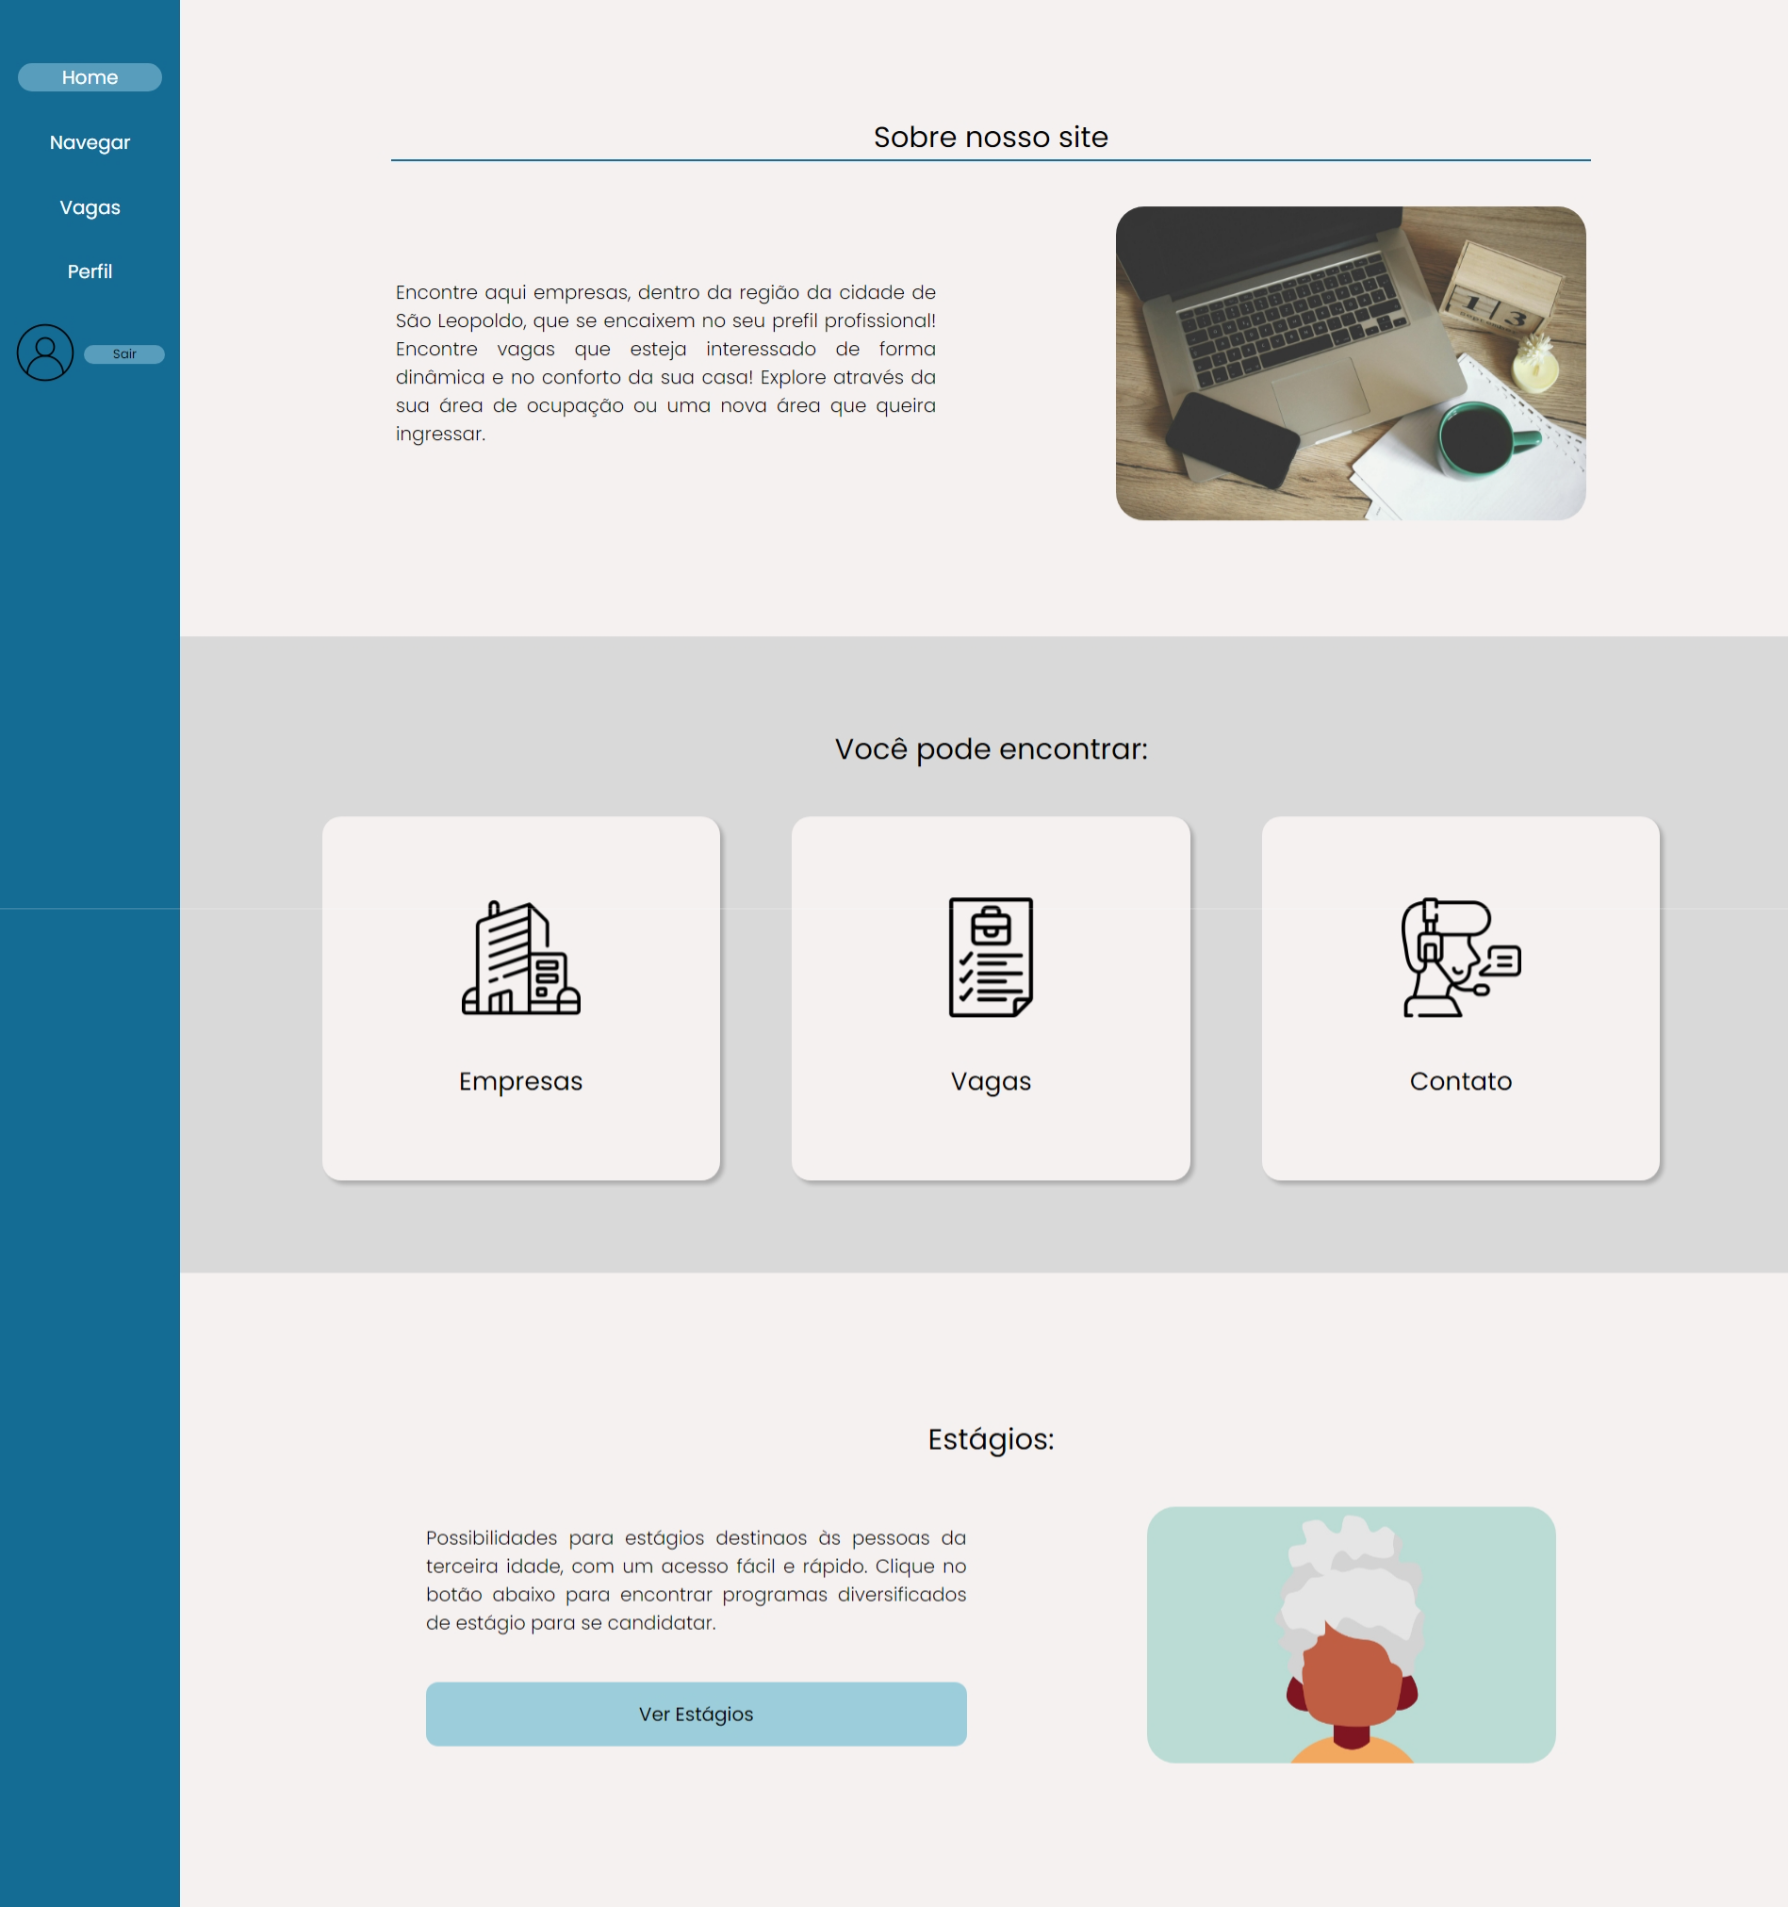 Home
Navegar
Vagas
Perfil
Sair
Sobre nosso site
Encontre aqui empresas, dentro da região da cidade de
São Leopoldo, que se encaixem no seu prefil profissional!
Encontre vagas que esteja interessado de forma
dinâmica e no conforto da sua casa! Explore através da
sua área de ocupação ou uma nova área que queira
ingressar.
13
Você pode encontrar:
Empresas
Vagas
Contato
Estágios:
Possibilidades para estágios destinaos às pessoas da
terceira idade, com um acesso fácil e rápido. Clique no
botão abaixo para encontrar programas diversificados
de estágio para se candidatar.
Ver Estágios